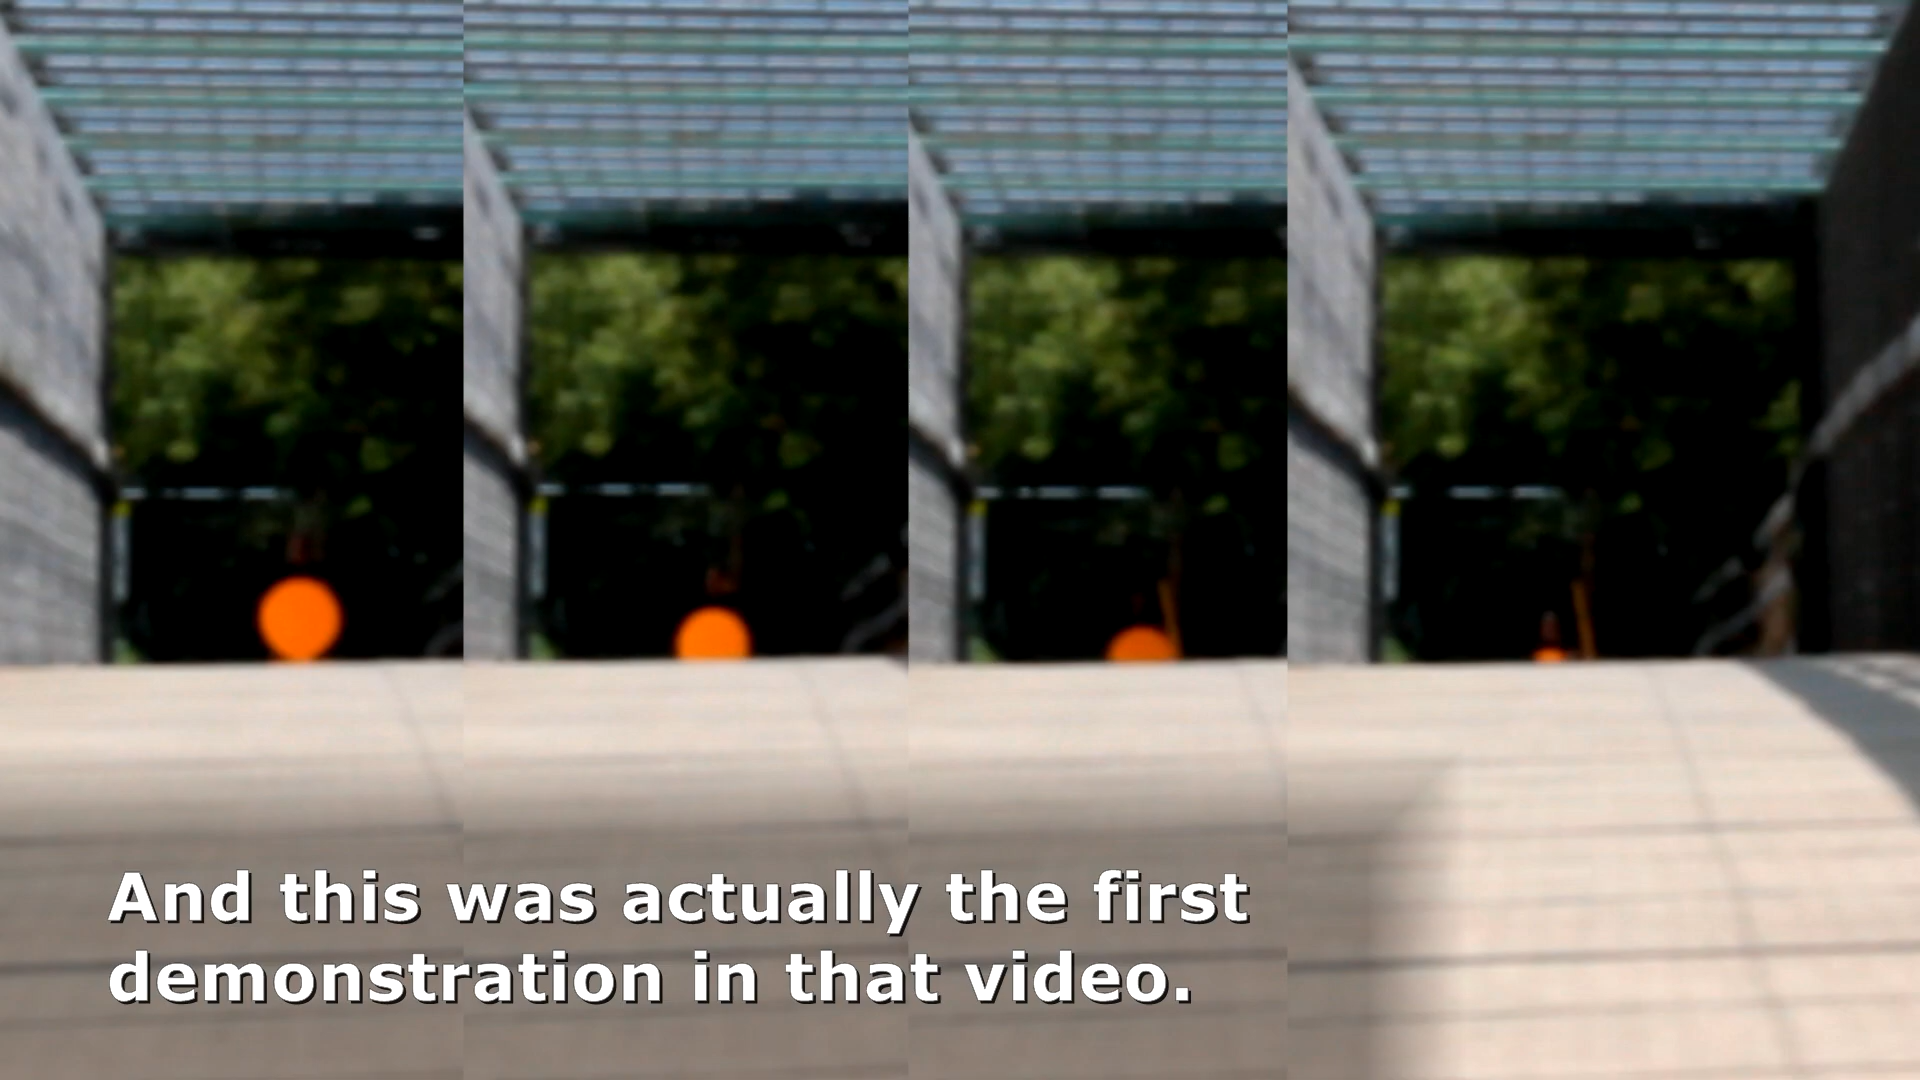 And this was actually the first
demonstration in that video.